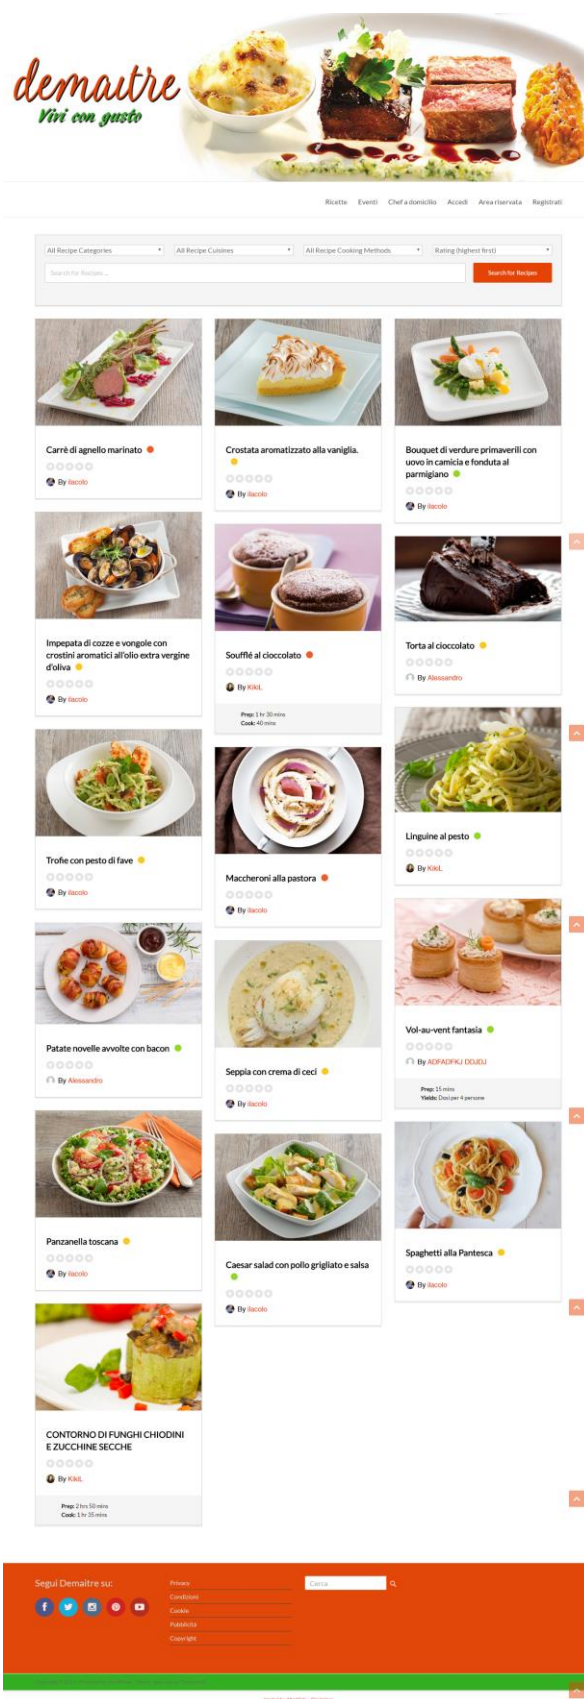 demaitre
Vivi con gusto
Ricette Eventi Chef a domicilio Accedi Area riservata Registrati
All Recipe Categories All Recipe Cuisines All Recipe Cooking Methods Rating (highest first)
Search for Recipes ... Search for Recipes
Carrè di agnello marinato
By ilacolo
Crostata aromatizzato alla vaniglia.
By ilacolo
Bouquet di verdure primaverili con
uovo in camicia e fonduta al
parmigiano
By ilacolo
Impepata di cozze e vongole con
crostini aromatici all'olio extra vergine
d'oliva
By ilacolo
Soufflé al cioccolato
By KikiL
Prep: 1 hr 30 mins
Cook: 40 mins
Torta al cioccolato
By Alessandro
Trofie con pesto di fave
By ilacolo
Maccheroni alla pastora
By ilacolo
Linguine al pesto
By KikiL
Patate novelle avvolte con bacon
By Alessandro
Seppia con crema di ceci
By ilacolo
Vol-au-vent fantasia
By ADFADFKJ DDJDJ
Prep: 15 mins
Yields: Dosi per 4 persone
Panzanella toscana
By ilacolo
Caesar salad con pollo grigliato e salsa
By ilacolo
Spaghetti alla Pantesca
By ilacolo
CONTORNO DI FUNGHI CHIODINI
E ZUCCHINE SECCHE
By KikiL
Prep: 2 hrs 50 mins
Cook: 1 hr 35 mins
Segui Demaitre su:
Privacy
Condizioni
Cookie
Pubblicità
Copyright
Cerca